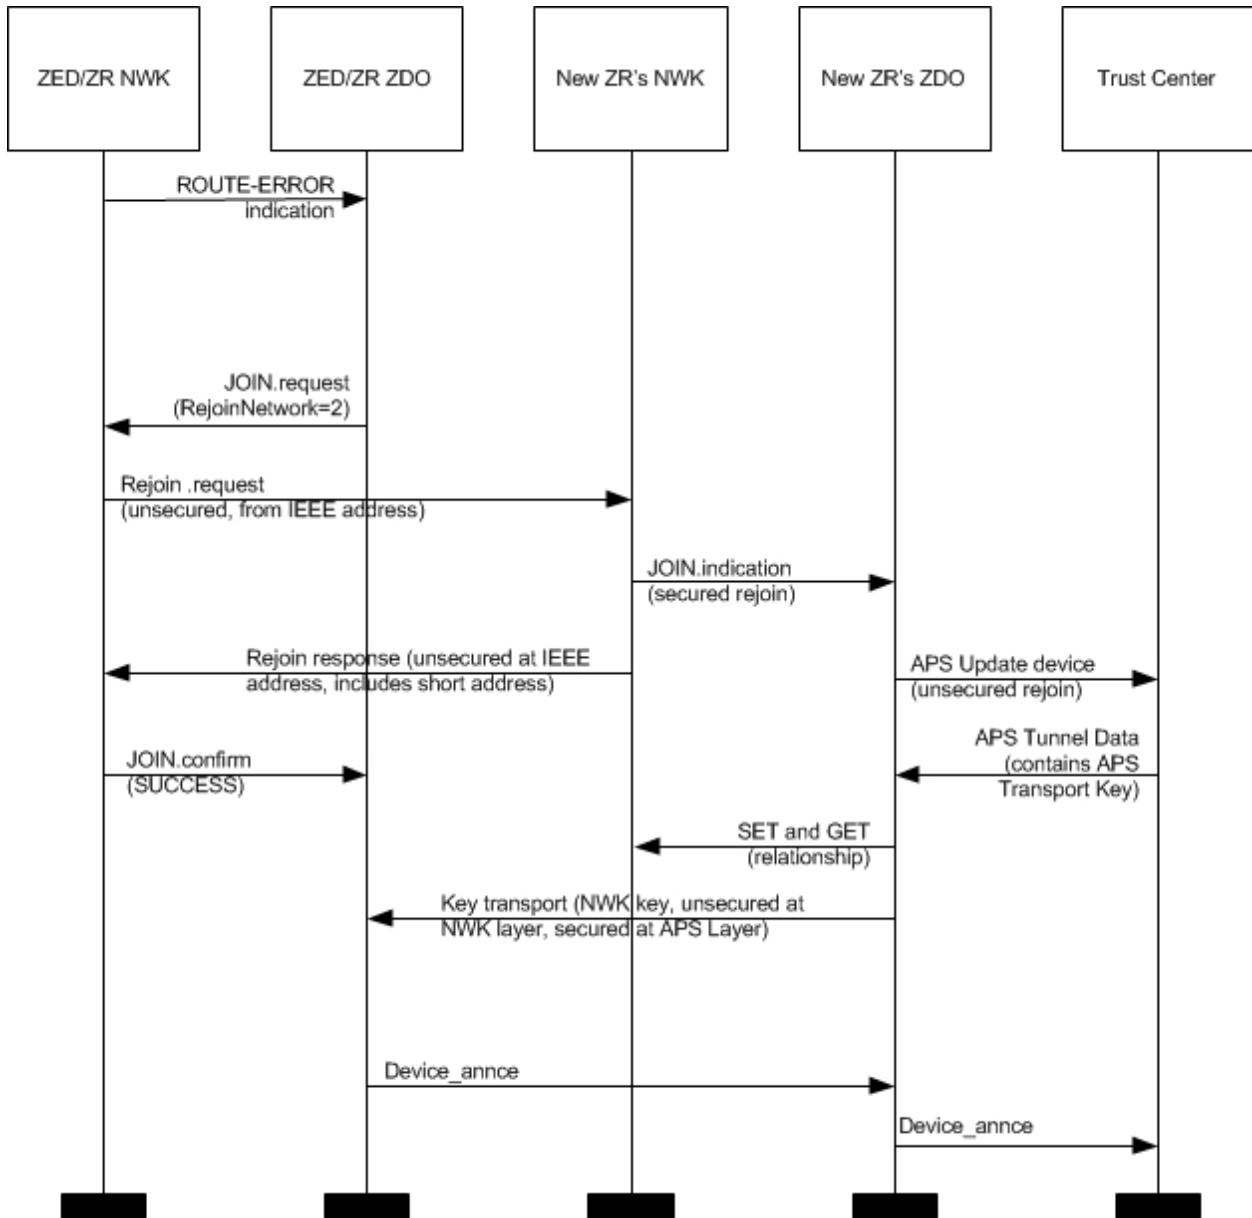 ZED/ZR NWK
ZED/ZR ZDO
New ZR's NWK
New ZR's ZDO
Trust Center
ROUTE-ERROR
indication
JOIN.request
(RejoinNetwork=2)
Rejoin .request
(unsecured, from IEEE address)
JOIN.indication
(secured rejoin)
Rejoin response (unsecured at IEEE
address, includes short address)
APS Update device
(unsecured rejoin)
JOIN.confirm
(SUCCESS)
APS Tunnel Data
(contains APS
Transport Key)
SET and GET
(relationship)
Key transport (NWK key, unsecured at
NWK layer, secured at APS Layer)
Device_annce
Device_annce